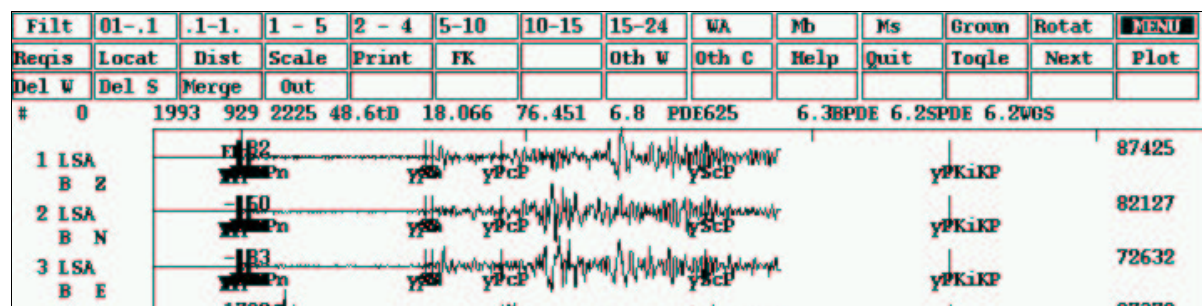 Filt 01-.1 .1-1. 1 - 5 2 - 4 5-10 10-15 15-24 WA Mb Ms Groun Rotat MENU
Regis Locat Dist Scale Print FK Oth W Oth C Help Quit Toqle Next Plot
Del W Del S Merge Out
# 0 1993 929 2225 48.6tD 18.066 76.451 6.8 PDE625 6.3BPDE 6.2SPDE 6.2WGS
1 LSA 82 87425
B Z Pn yPcP yScP yPKiKP
2 LSA 60 82127
B N Pn yPcP yScP yPKiKP
3 LSA 83 72632
B E Pn yPcP yScP yPKiKP